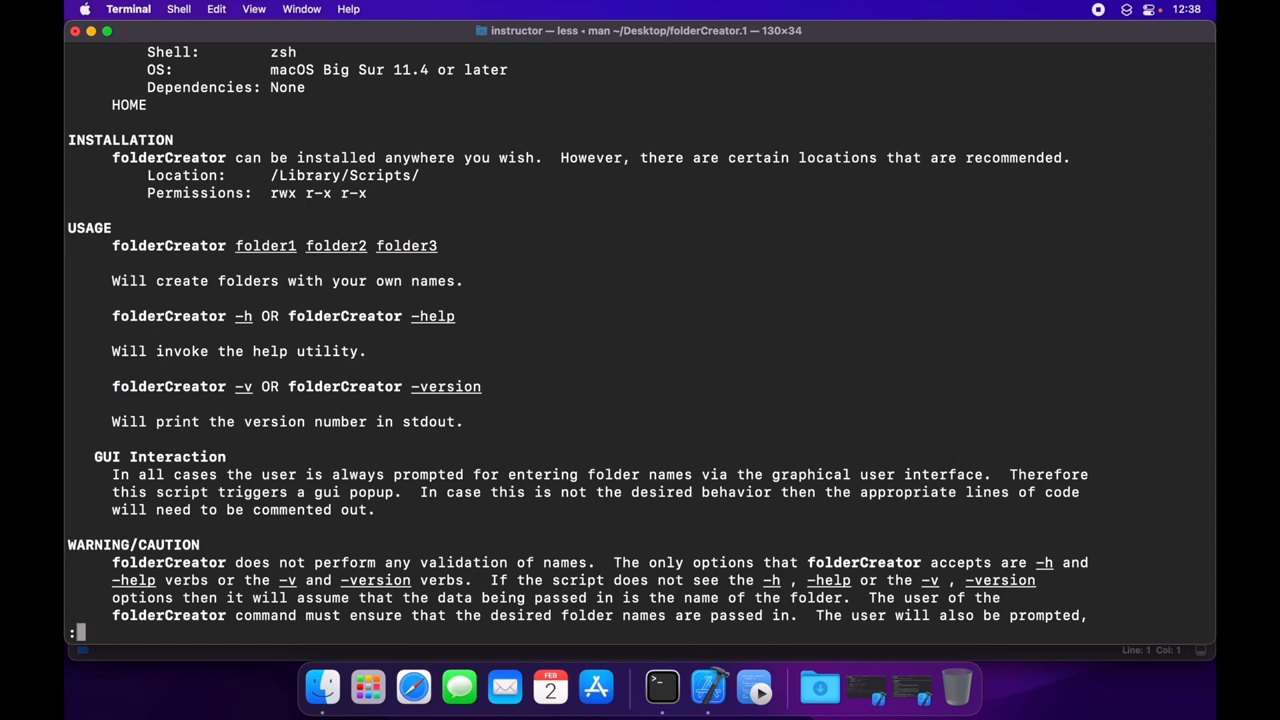 Terminal Shell Edit View Window Help 12:38
instructor — less ◂ man ~/Desktop/folderCreator.1 — 130×34
Shell: zsh
OS: macOS Big Sur 11.4 or later
Dependencies: None
HOME
INSTALLATION
folderCreator can be installed anywhere you wish. However, there are certain locations that are recommended.
Location: /Library/Scripts/
Permissions: rwx r-x r-x
USAGE
folderCreator folder1 folder2 folder3
Will create folders with your own names.
folderCreator -h OR folderCreator -help
Will invoke the help utility.
folderCreator -v OR folderCreator -version
Will print the version number in stdout.
GUI Interaction
In all cases the user is always prompted for entering folder names via the graphical user interface. Therefore
this script triggers a gui popup. In case this is not the desired behavior then the appropriate lines of code
will need to be commented out.
WARNING/CAUTION
folderCreator does not perform any validation of names. The only options that folderCreator accepts are -h and
-help verbs or the -v and -version verbs. If the script does not see the -h , -help or the -v , -version
options then it will assume that the data being passed in is the name of the folder. The user of the
folderCreator command must ensure that the desired folder names are passed in. The user will also be prompted,
:
Line: 1 Col: 1
FEB
2